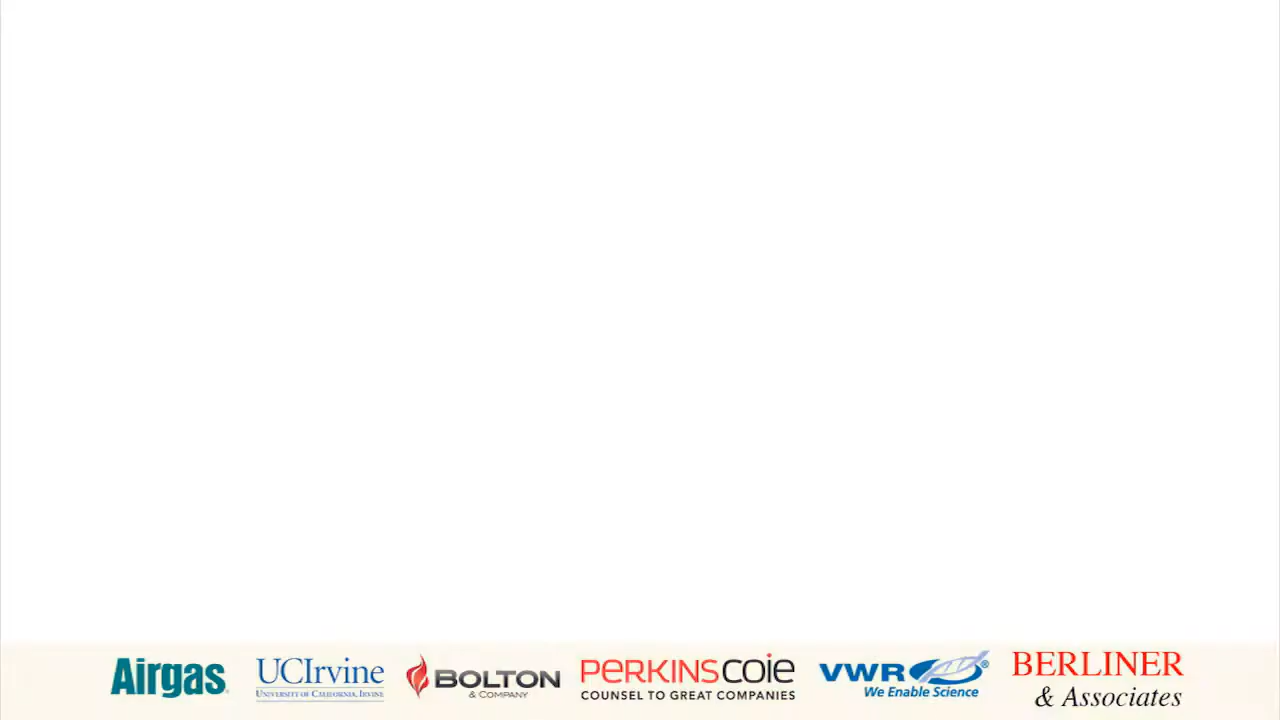 Airgas
UCIrvine
UNIVERSITY OF CALIFORNIA, IRVINE
BOLTON
& COMPANY
PERKINSCOIE
COUNSEL TO GREAT COMPANIES
VWR®
We Enable Science
BERLINER
& Associates